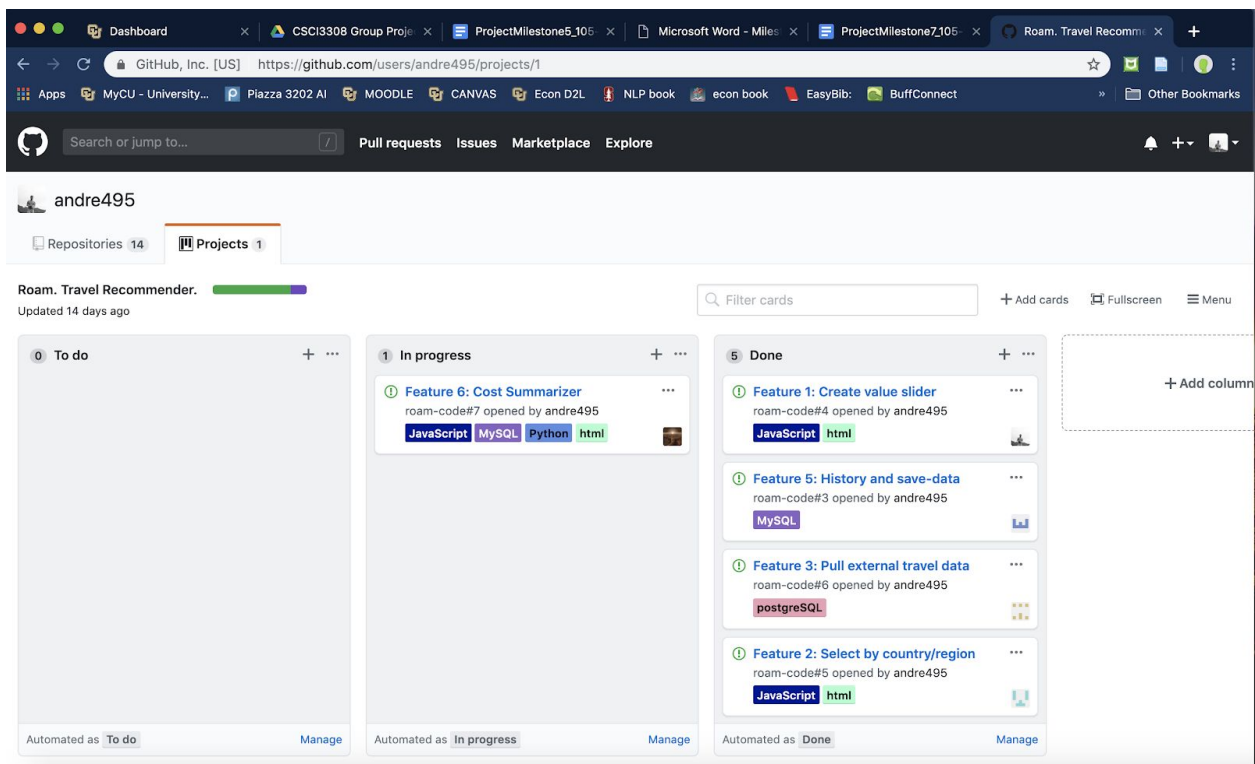 Dashboard
CSCI3308 Group Proje
ProjectMilestone5_105-
Microsoft Word - Miles
ProjectMilestone7_105-
Roam. Travel Recomme
GitHub, Inc. [US] https://github.com/users/andre495/projects/1
Apps MyCU - University... Piazza 3202 AI MOODLE CANVAS Econ D2L NLP book econ book EasyBib: BuffConnect » Other Bookmarks
Search or jump to... / Pull requests Issues Marketplace Explore
andre495
Repositories 14 Projects 1
Roam. Travel Recommender.
Updated 14 days ago
Filter cards
+ Add cards Fullscreen Menu
0 To do
Automated as To do Manage
1 In progress
Feature 6: Cost Summarizer
roam-code#7 opened by andre495
JavaScript MySQL Python html
Automated as In progress Manage
5 Done
Feature 1: Create value slider
roam-code#4 opened by andre495
JavaScript html
Feature 5: History and save-data
roam-code#3 opened by andre495
MySQL
Feature 3: Pull external travel data
roam-code#6 opened by andre495
postgreSQL
Feature 2: Select by country/region
roam-code#5 opened by andre495
JavaScript html
Automated as Done Manage
+ Add column